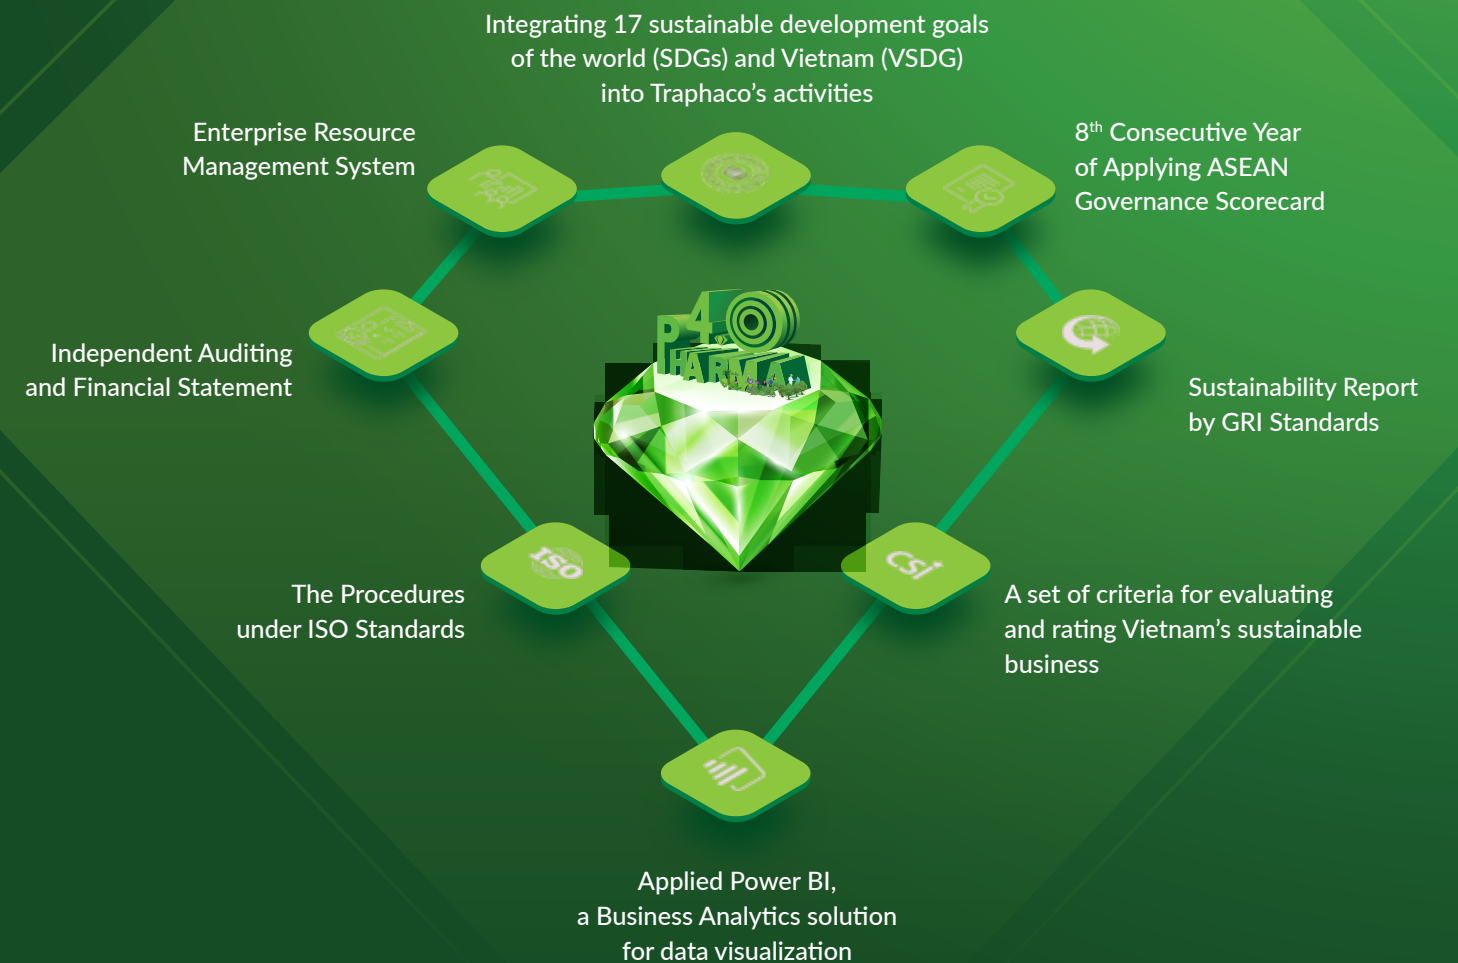 Integrating 17 sustainable development goals
of the world (SDGs) and Vietnam (VSDG)
into Traphaco’s activities
Enterprise Resource
Management System
8th Consecutive Year
of Applying ASEAN
Governance Scorecard
Independent Auditing
and Financial Statement
4.0
PHARMA
Sustainability Report
by GRI Standards
ISO
CSi
The Procedures
under ISO Standards
A set of criteria for evaluating
and rating Vietnam’s sustainable
business
Applied Power BI,
a Business Analytics solution
for data visualization